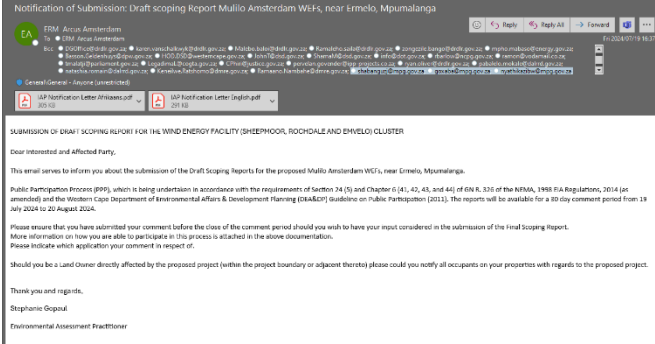 Notification of Submission: Draft scoping Report Mulilo Amsterdam WEFs, near Ermelo, Mpumalanga
EA
ERM Arcus Amsterdam
To ERM Arcus Amsterdam
Reply
Reply All
Forward
Fri 2024/07/19 16:37
Bcc
General\General - Anyone (unrestricted)
IAP Notification Letter Afrikaans.pdf
305 KB
IAP Notification Letter English.pdf
291 KB
SUBMISSION OF DRAFT SCOPING REPORT FOR THE WIND ENERGY FACILITY (SHEEPMOOR, ROCHDALE AND EMVELO) CLUSTER
Dear Interested and Affected Party,
This email serves to inform you about the submission of the Draft Scoping Reports for the proposed Mulilo Amsterdam WEFs, near Ermelo, Mpumalanga.
Public Participation Process (PPP), which is being undertaken in accordance with the requirements of Section 24 (5) and Chapter 6 (41, 42, 43, and 44) of GN R. 326 of the NEMA, 1998 EIA Regulations, 2014 (as
amended) and the Western Cape Department of Environmental Affairs & Development Planning (DEA&DP) Guideline on Public Participation (2011). The reports will be available for a 30 day comment period from 19
July 2024 to 20 August 2024.
Please ensure that you have submitted your comment before the close of the comment period should you wish to have your input considered in the submission of the Final Scoping Report.
More information on how you are able to participate in this process is attached in the above documentation.
Please indicate which application your comment in respect of.
Should you be a Land Owner directly affected by the proposed project (within the project boundary or adjacent thereto) please could you notify all occupants on your properties with regards to the proposed project.
Thank you and regards,
Stephanie Gopaul
Environmental Assessment Practitioner